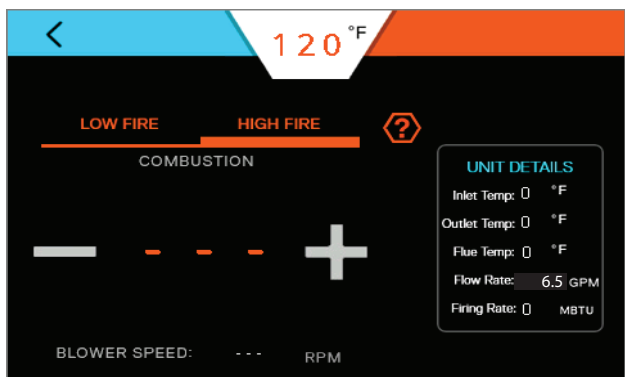 120°F
LOW FIRE HIGH FIRE ?
COMBUSTION
- - -
BLOWER SPEED: --- RPM
UNIT DETAILS
Inlet Temp: 0 °F
Outlet Temp: 0 °F
Flue Temp: 0 °F
Flow Rate: 6.5 GPM
Firing Rate: 0 MBTU